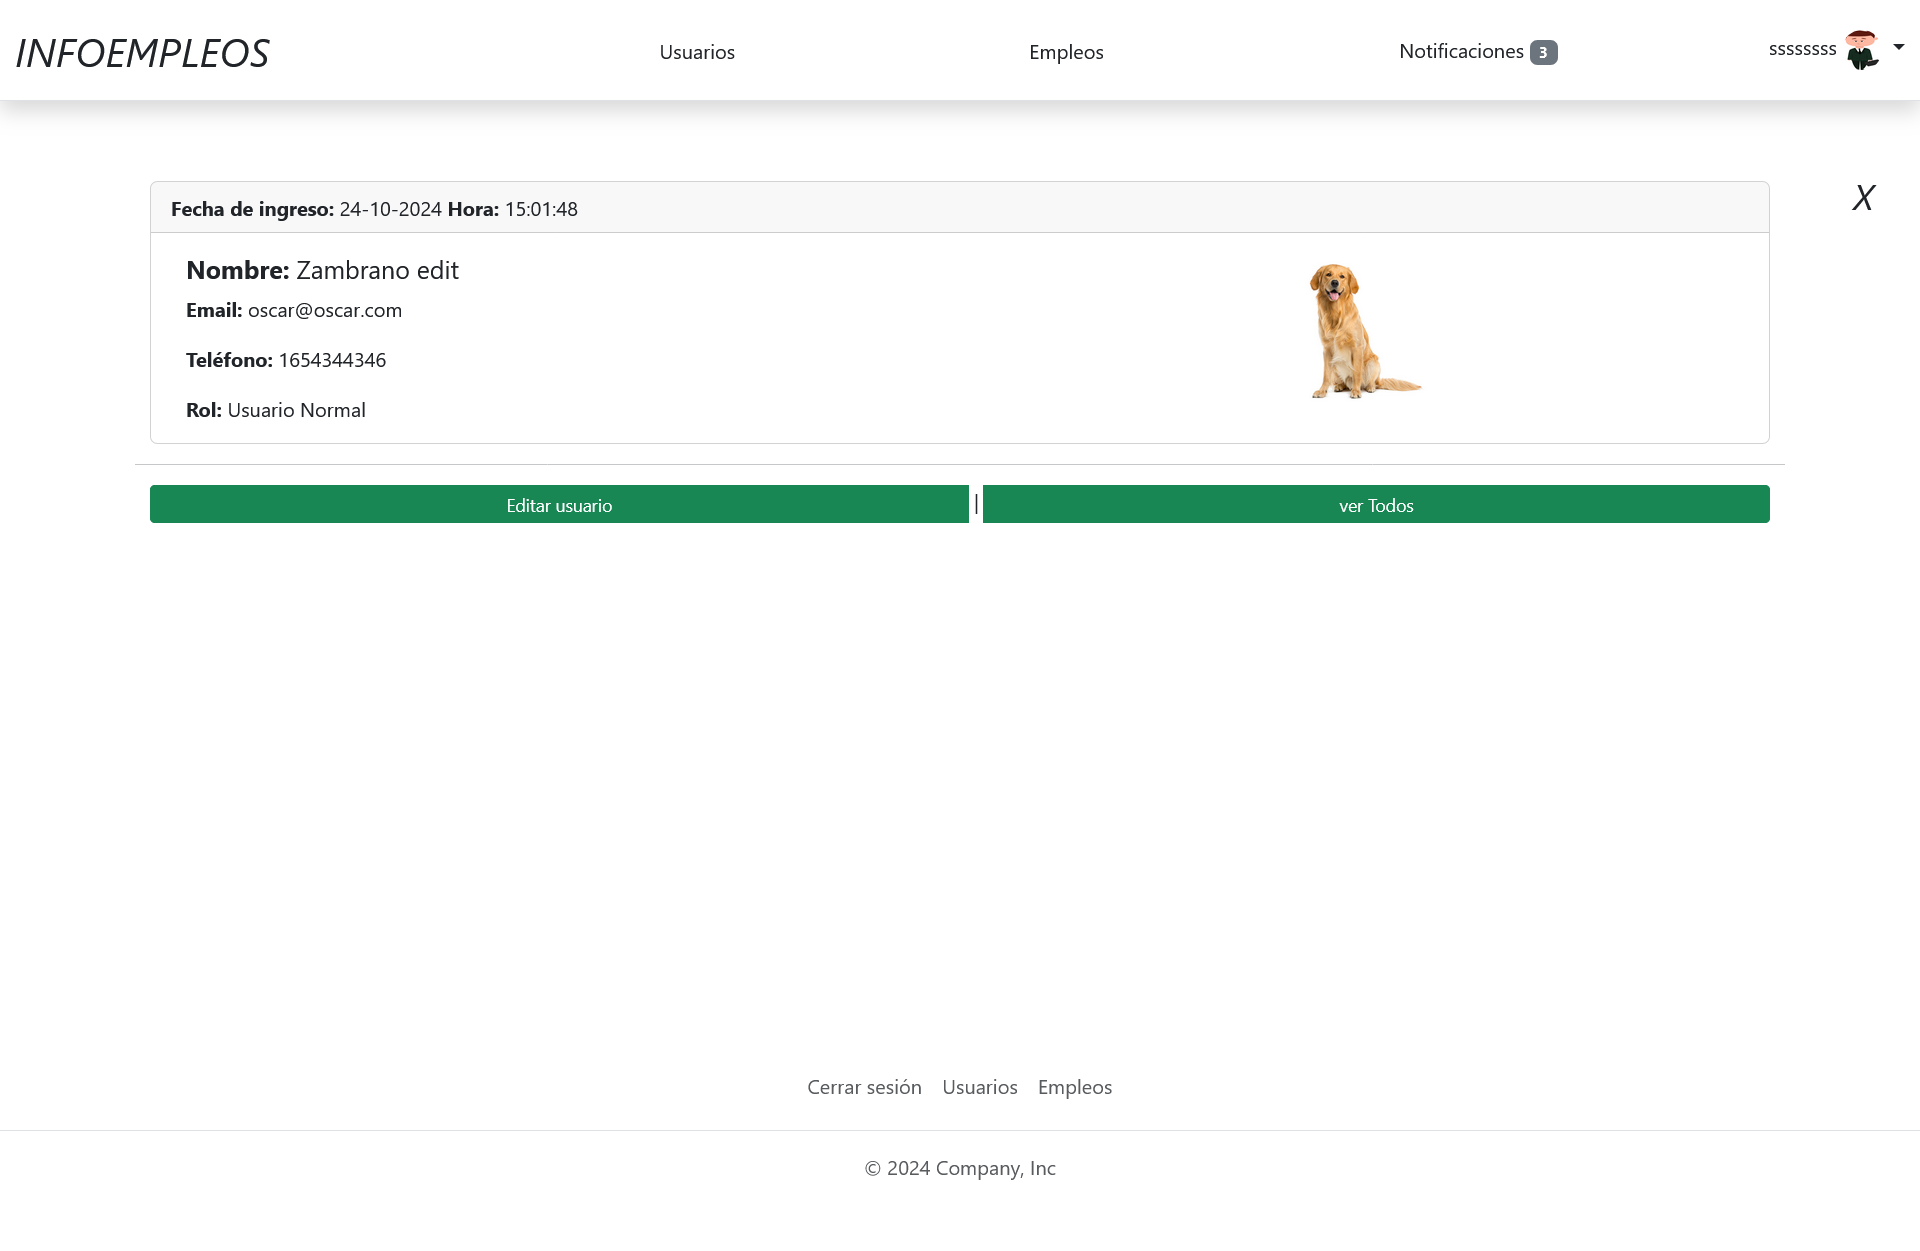 INFOEMPLEOS
Usuarios
Empleos
Notificaciones 3
ssssssss
Fecha de ingreso: 24-10-2024 Hora: 15:01:48
X
Nombre: Zambrano edit
Email: oscar@oscar.com
Teléfono: 1654344346
Rol: Usuario Normal
Editar usuario | ver Todos
Cerrar sesión Usuarios Empleos
© 2024 Company, Inc